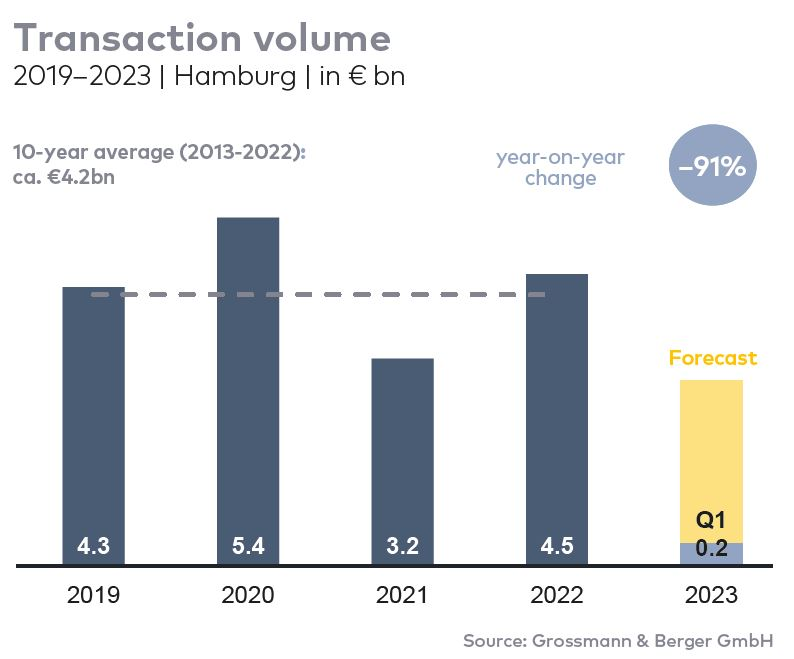 Transaction volume
2019–2023 | Hamburg | in € bn
10-year average (2013-2022):
ca. €4.2bn
year-on-year
change
–91%
Forecast
Q1
4.3
5.4
3.2
4.5
0.2
2019
2020
2021
2022
2023
Source: Grossmann & Berger GmbH